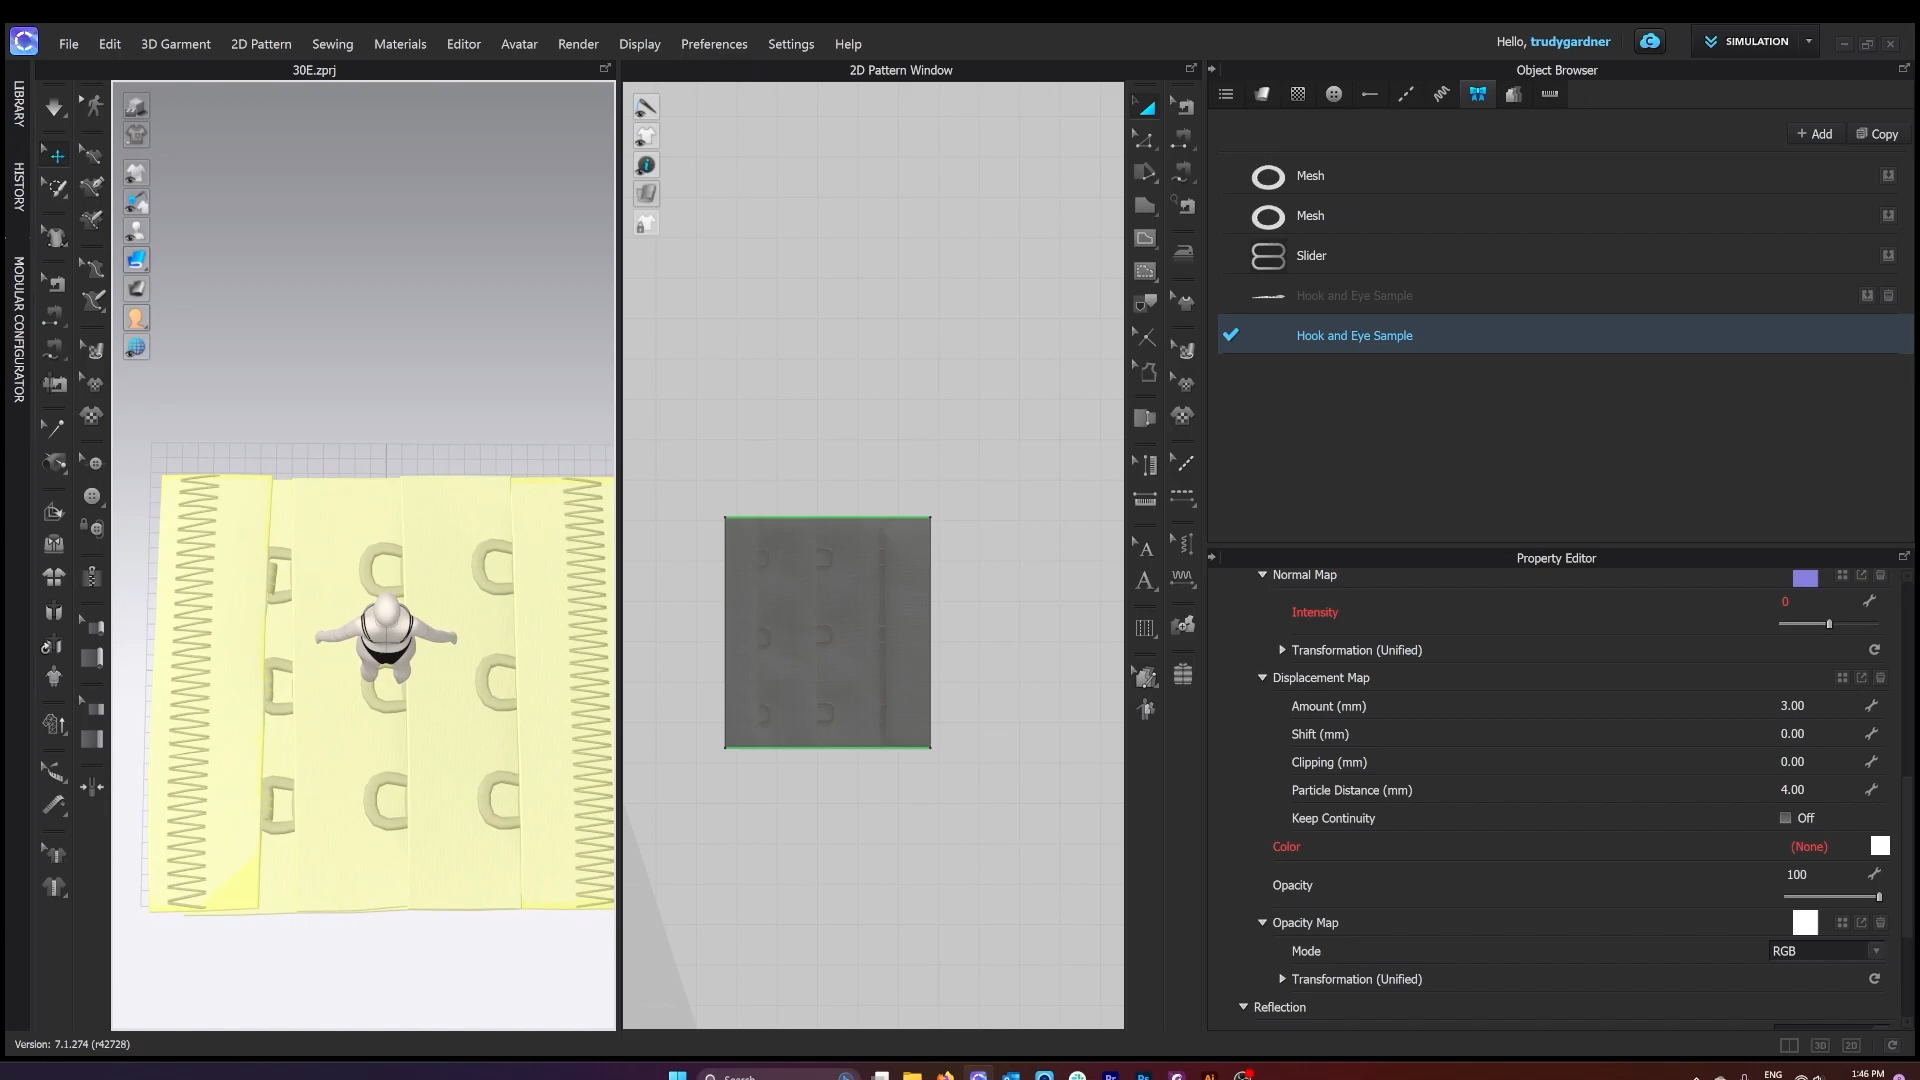 File Edit 3D Garment 2D Pattern Sewing Materials Editor Avatar Render Display Preferences Settings Help
Hello, trudygardner
SIMULATION
30E.zprj
2D Pattern Window
Object Browser
LIBRARY
HISTORY
MODULAR CONFIGURATOR
+ Add
Copy
Mesh
Mesh
Slider
Hook and Eye Sample
Hook and Eye Sample
Property Editor
Normal Map
Intensity 0
Transformation (Unified)
Displacement Map
Amount (mm) 3.00
Shift (mm) 0.00
Clipping (mm) 0.00
Particle Distance (mm) 4.00
Keep Continuity Off
Color (None)
Opacity 100
Opacity Map
Mode RGB
Transformation (Unified)
Reflection
Version: 7.1.274 (r42728)
3D 2D
Search
ENG
1:46 PM